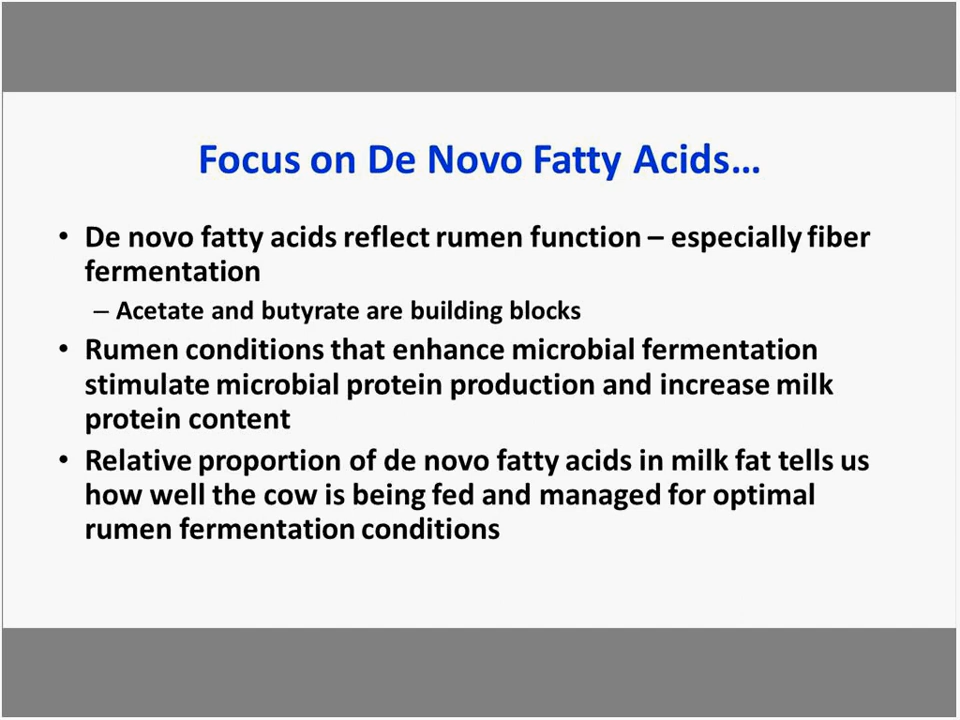 Focus on De Novo Fatty Acids…
• De novo fatty acids reflect rumen function – especially fiber
fermentation
– Acetate and butyrate are building blocks
• Rumen conditions that enhance microbial fermentation
stimulate microbial protein production and increase milk
protein content
• Relative proportion of de novo fatty acids in milk fat tells us
how well the cow is being fed and managed for optimal
rumen fermentation conditions